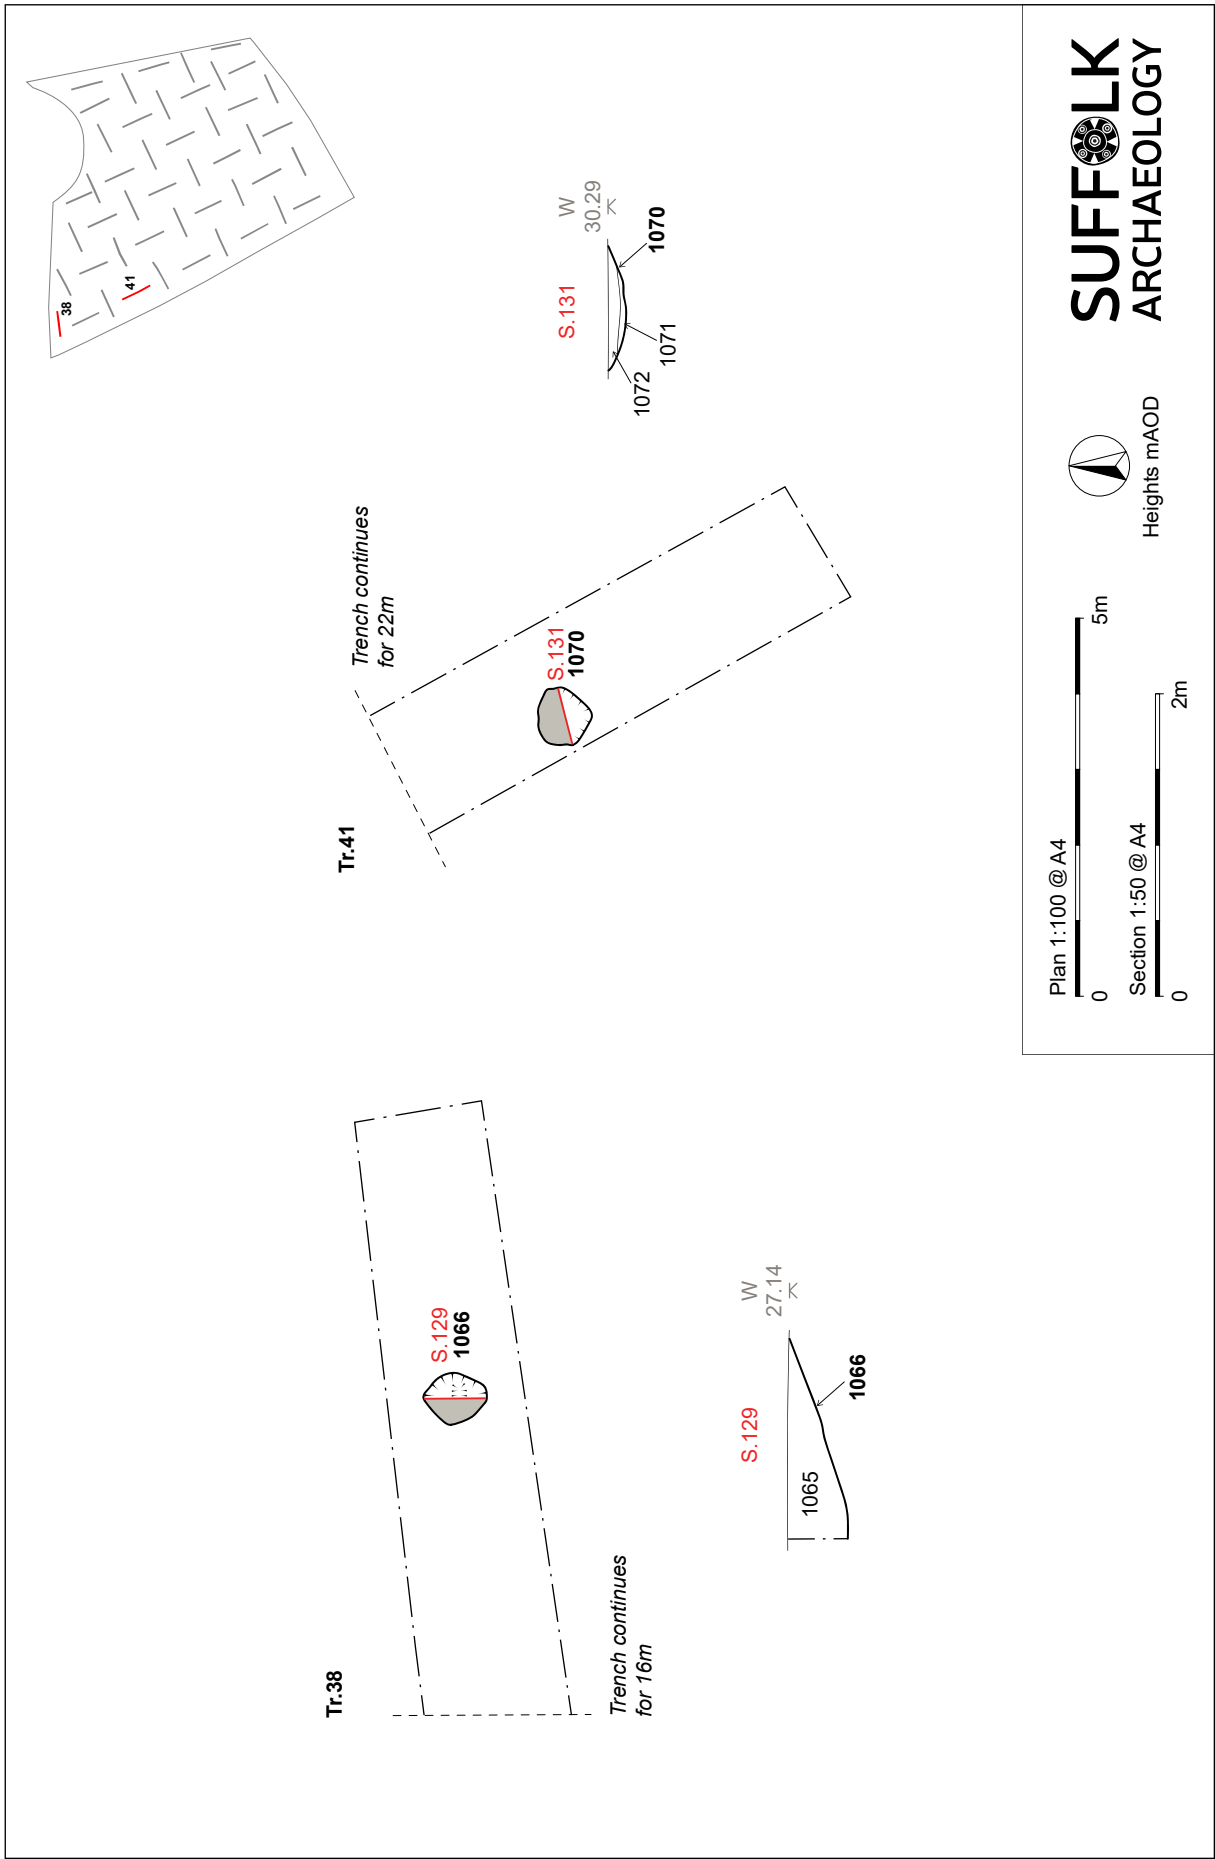 38
41
Tr.38
Trench continues
for 16m
S.129
1066
S.129
W
27.14
1065
1066
Tr.41
Trench continues
for 22m
S.131
1070
S.131
W
30.29
1072
1071
1070
Plan 1:100 @ A4
0
5m
Section 1:50 @ A4
0
2m
Heights mAOD
SUFFOLK
ARCHAEOLOGY